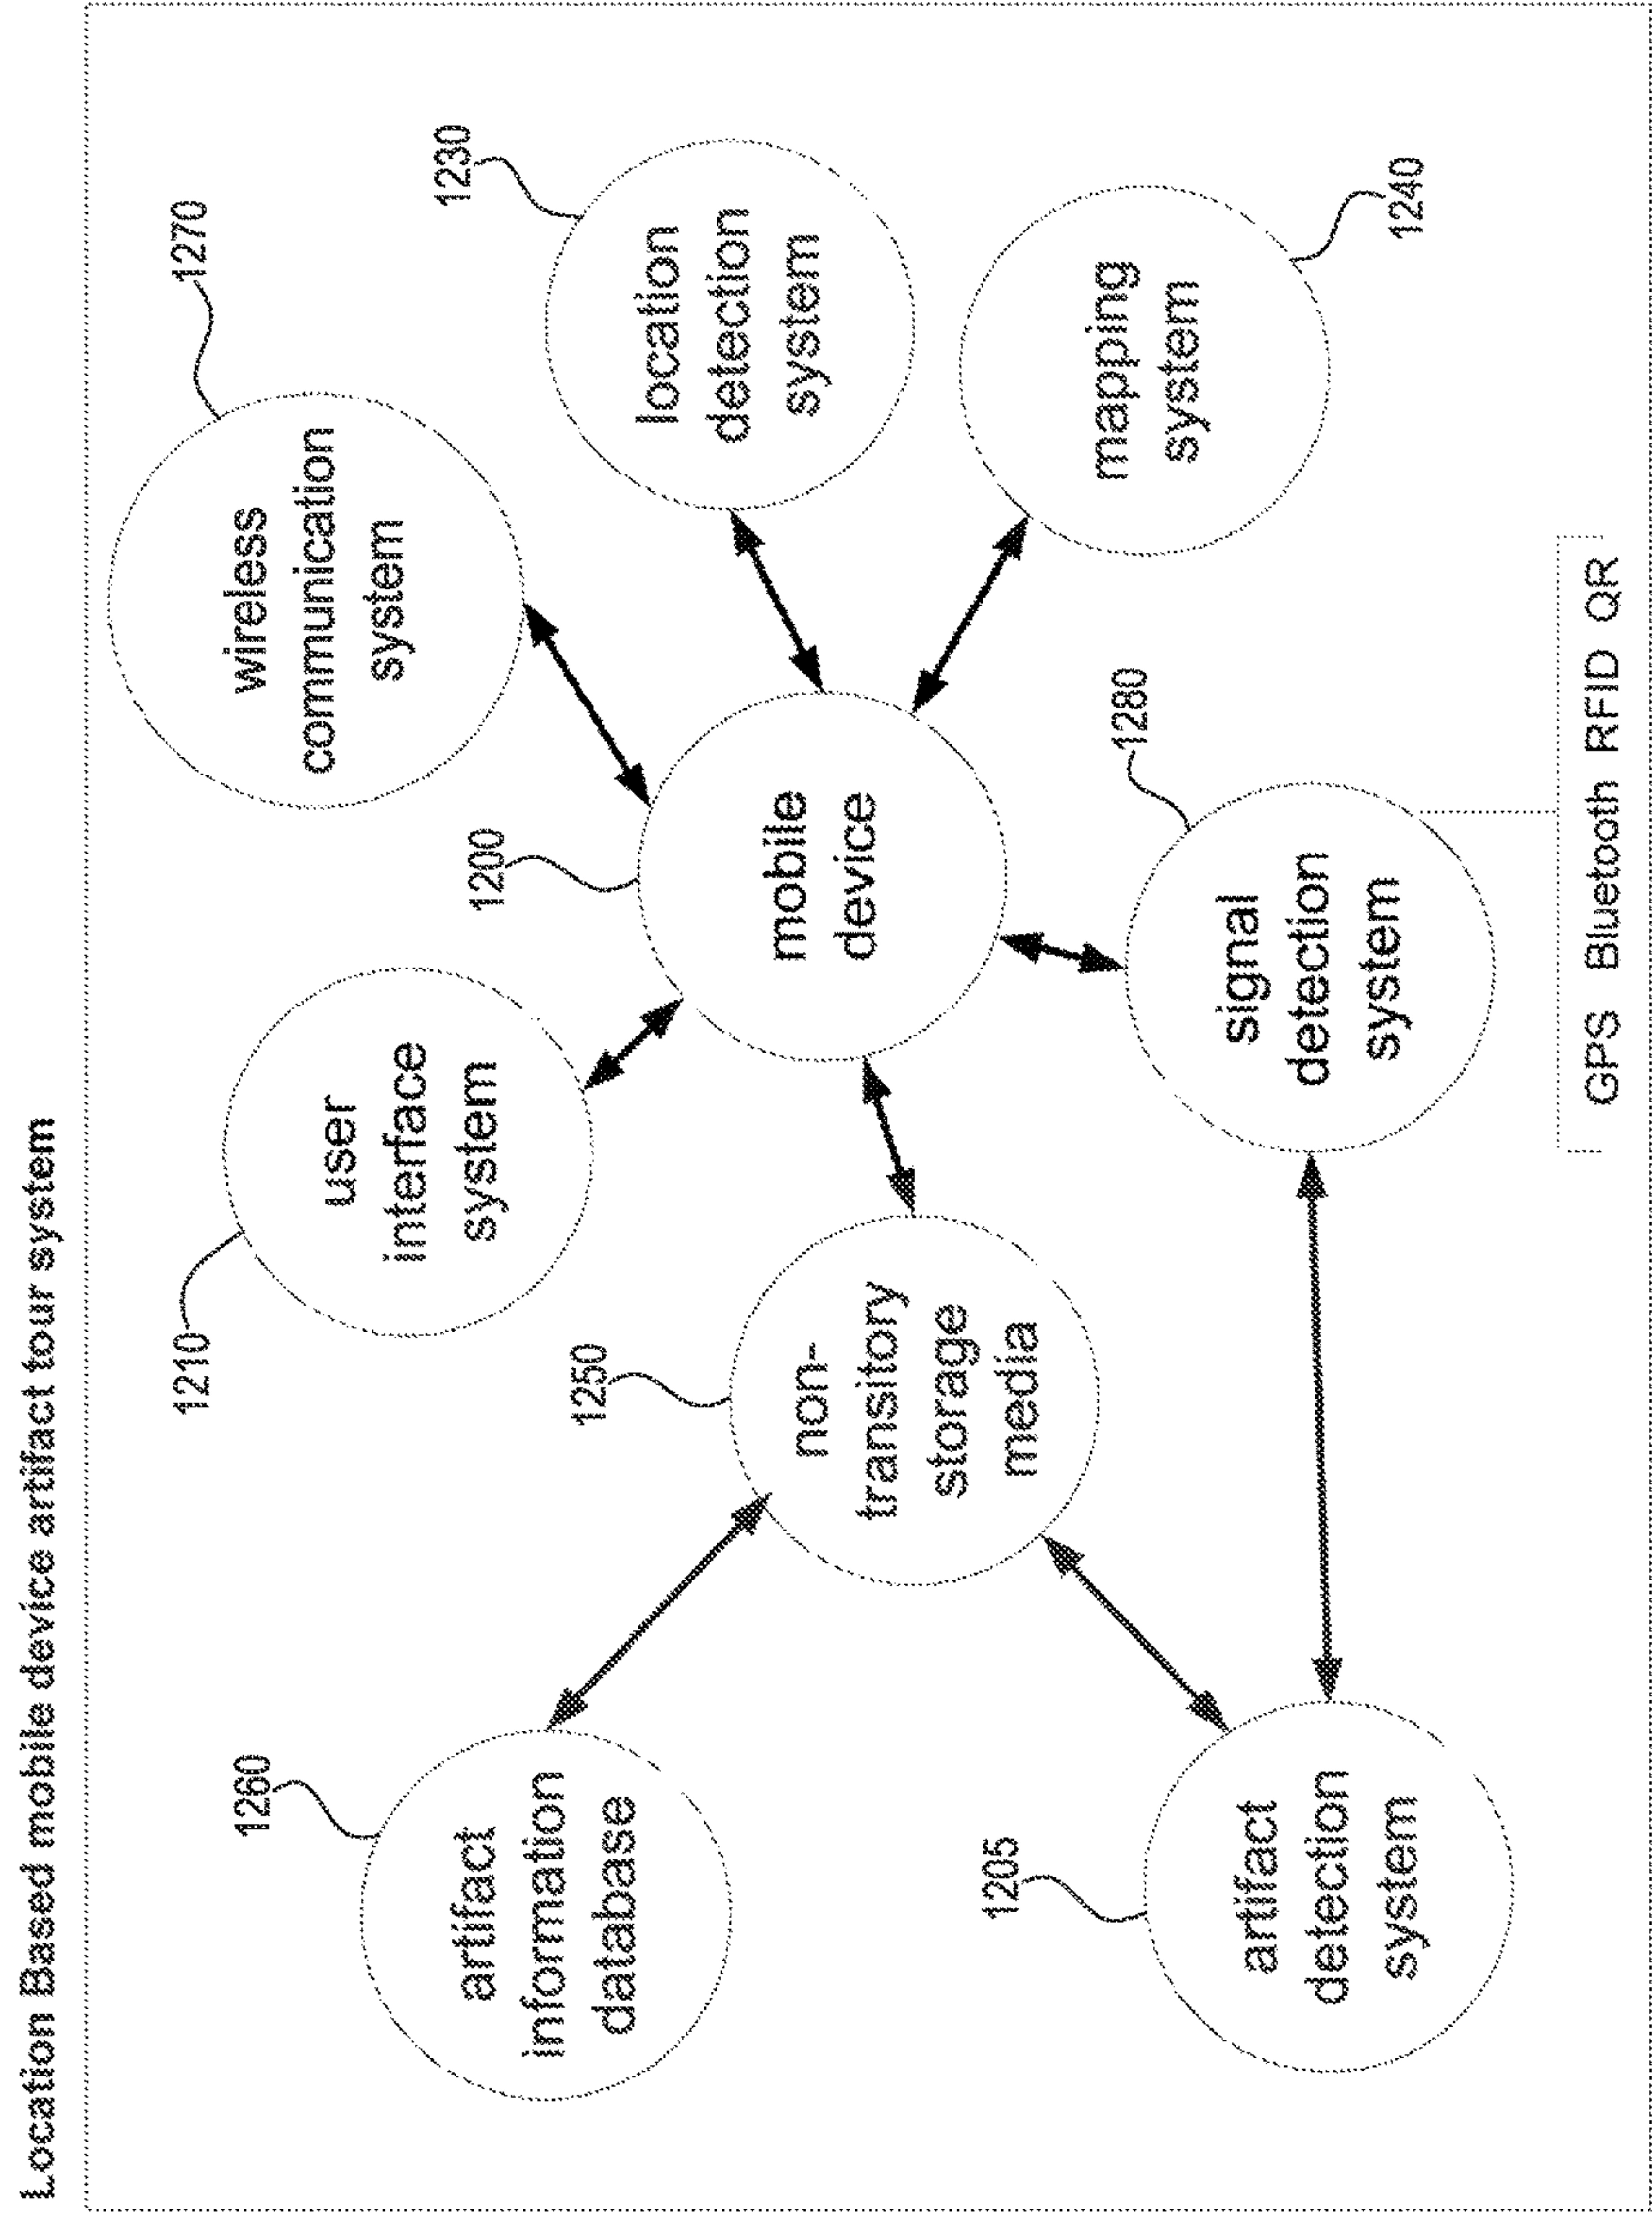 Location Based mobile device artifact tour system
1270
wireless
communication
system
1230
location
detection
system
1210
user
interface
system
1200
mobile
device
1240
mapping
system
1260
artifact
information
database
1250
non-
transitory
storage
media
1280
signal
detection
system
1205
artifact
detection
system
GPS Bluetooth RFID QR